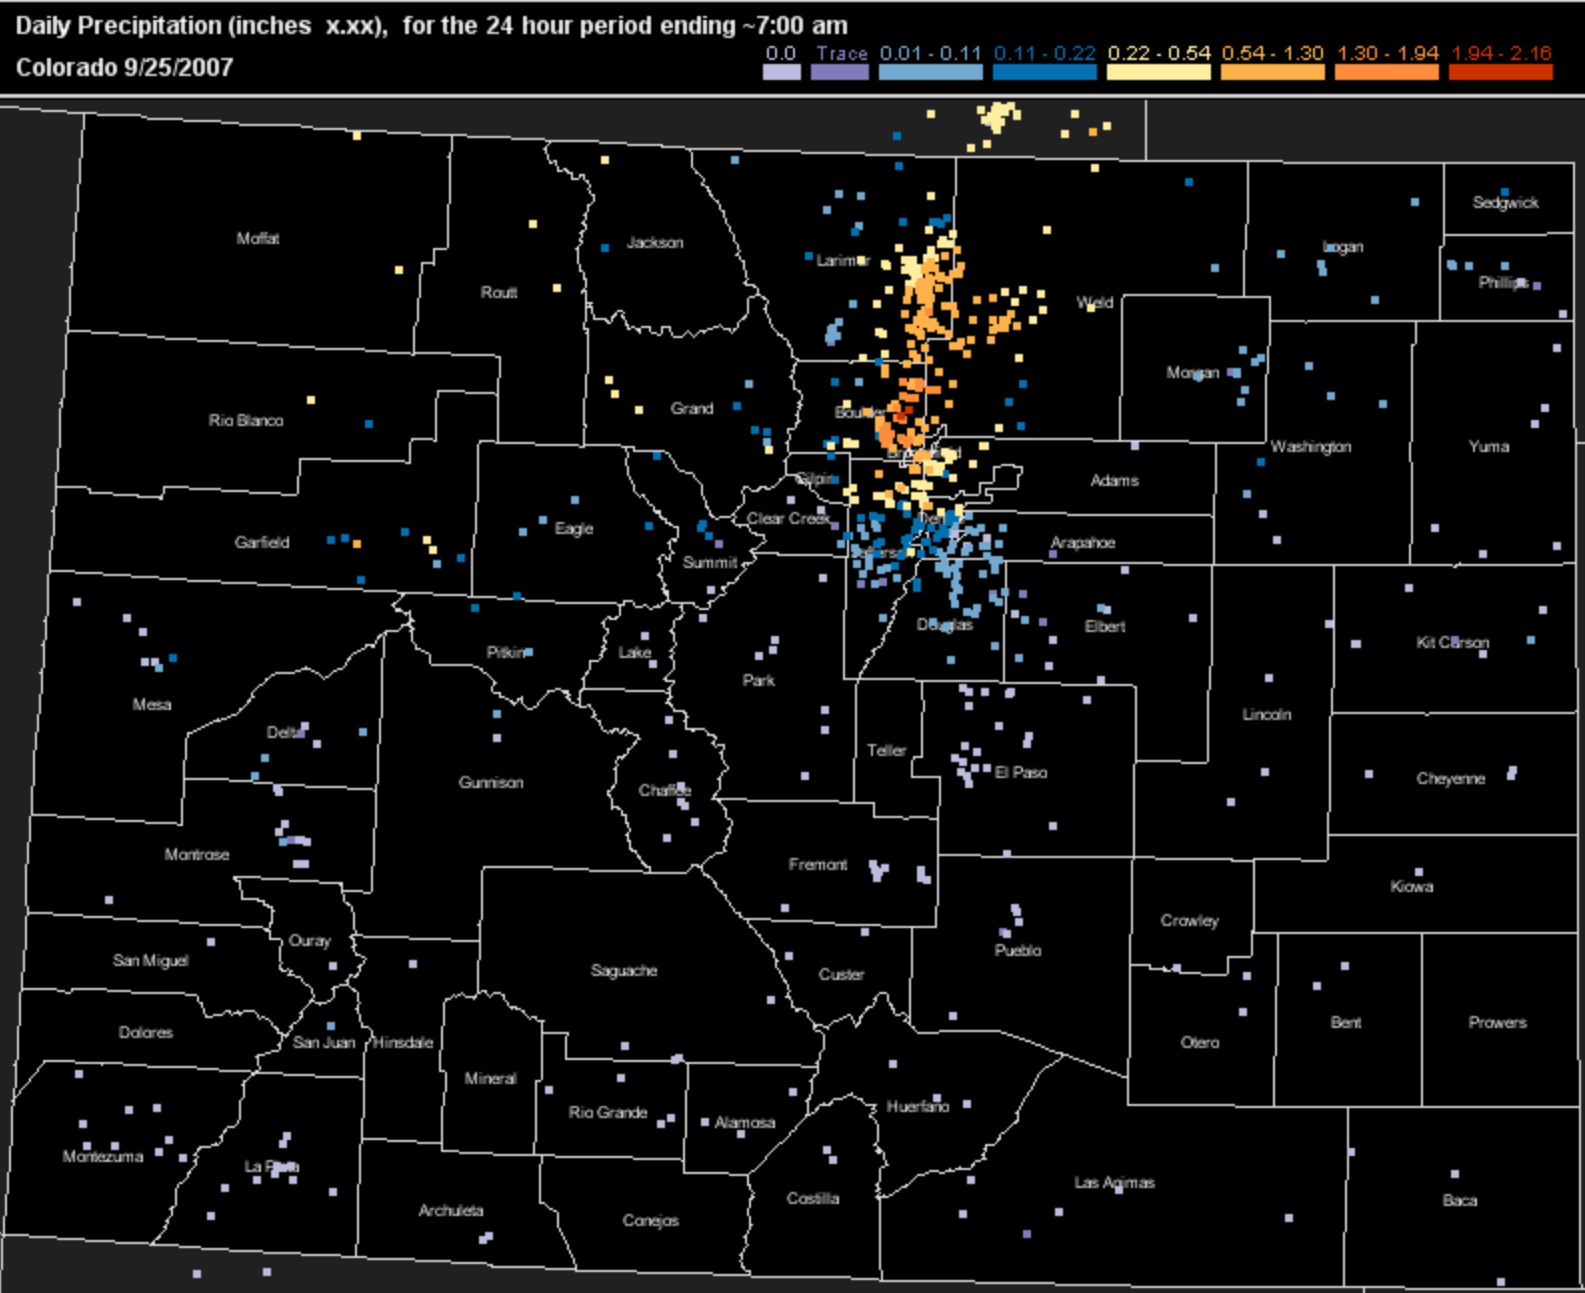 Daily Precipitation (inches x.xx), for the 24 hour period ending ~7:00 am
Colorado 9/25/2007
0.0 Trace 0.01 - 0.11 0.11 - 0.22 0.22 - 0.54 0.54 - 1.30 1.30 - 1.94 1.94 - 2.16
Sedgwick
Moffat
Jackson
Larimer
Logan
Phillips
Routt
Weld
Morgan
Rio Blanco
Grand
Boulder
Washington
Yuma
Gilpin
Adams
Garfield
Eagle
Clear Creek
Arapahoe
Summit
Douglas
Elbert
Pitkin
Lake
Kit Carson
Park
Mesa
Lincoln
Delta
Teller
El Paso
Cheyenne
Gunnison
Chaffee
Montrose
Fremont
Kiowa
Crowley
Ouray
San Miguel
Saguache
Custer
Pueblo
Dolores
San Juan
Hinsdale
Otero
Bent
Prowers
Mineral
Rio Grande
Alamosa
Huerfano
Montezuma
La Plata
Las Animas
Costilla
Baca
Archuleta
Conejos